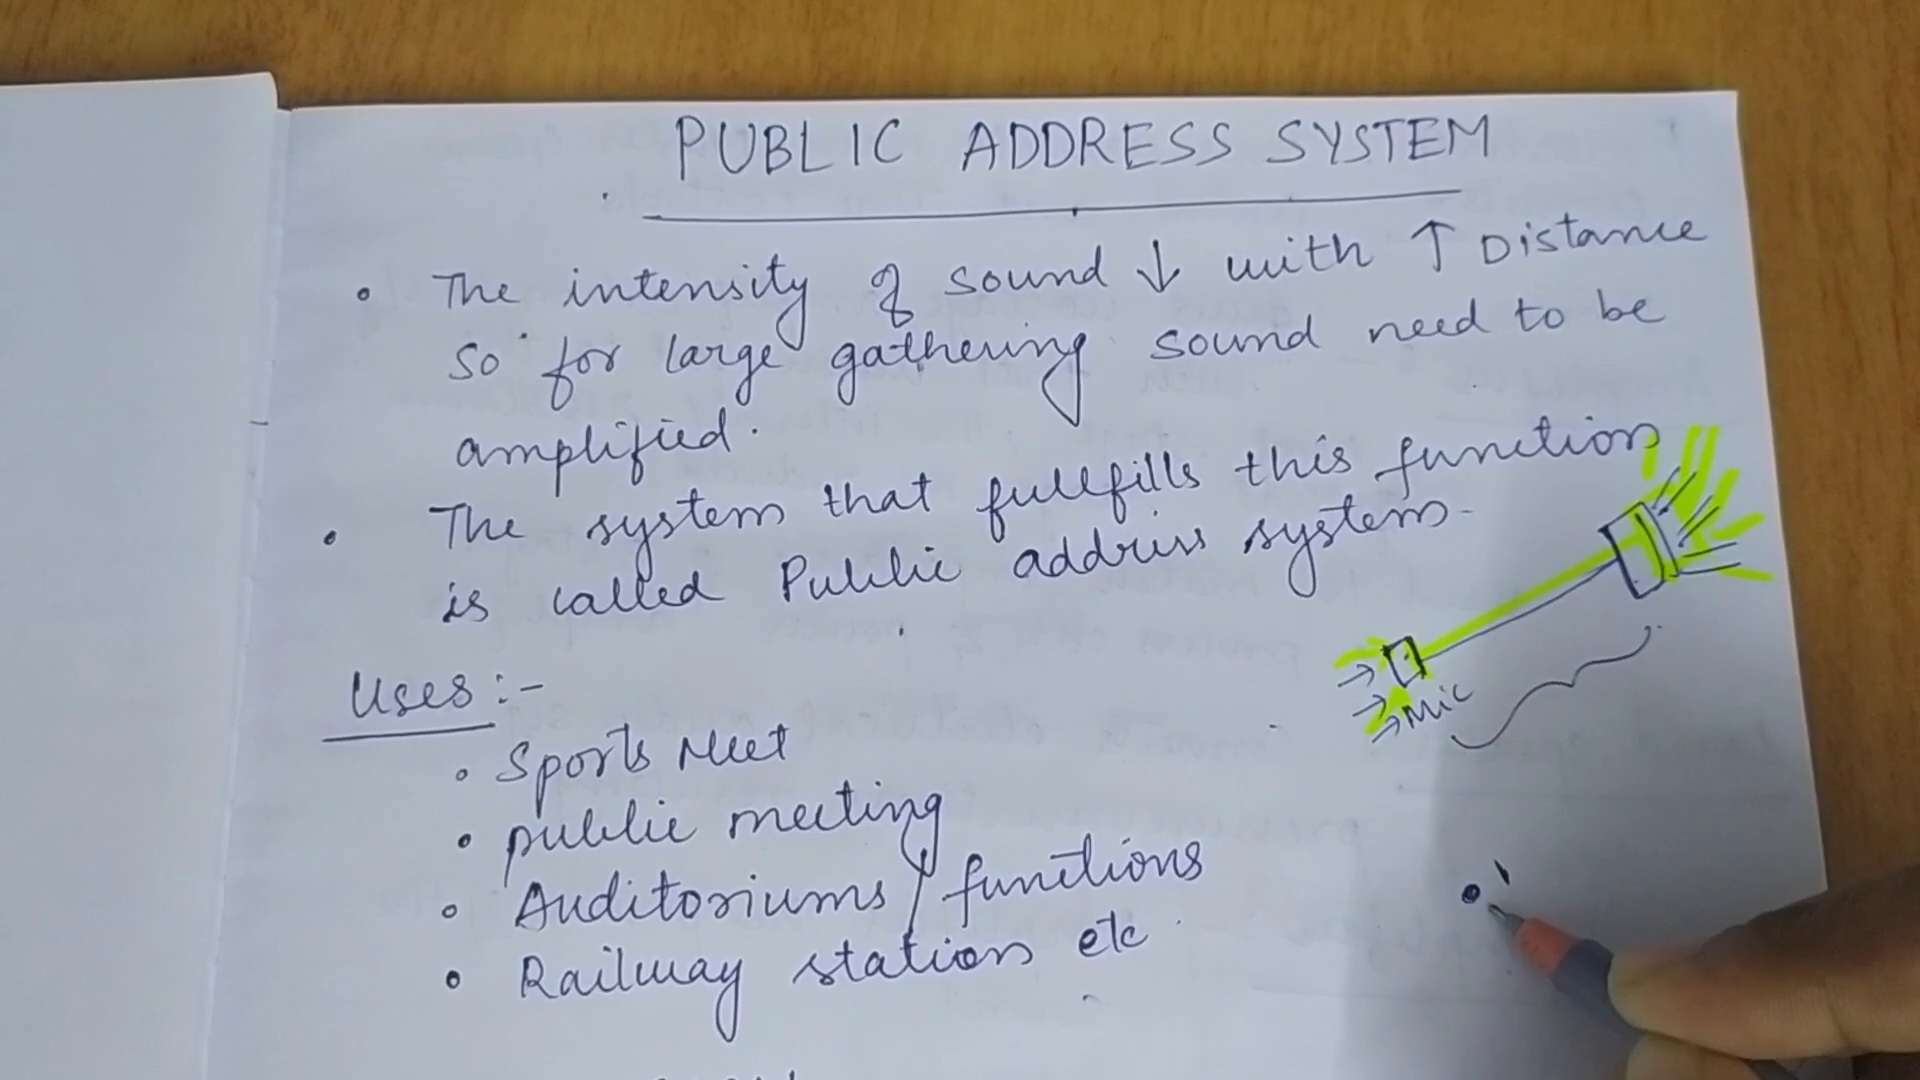 PUBLIC ADDRESS SYSTEM
• The intensity of sound ↓ with ↑ Distance
so for large gathering sound need to be
amplified.
• The system that fullfills this function
is called Public address system.
Mic
Uses :-
• Sports Meet
• public meeting
• Auditoriums / functions
• Railway stations etc